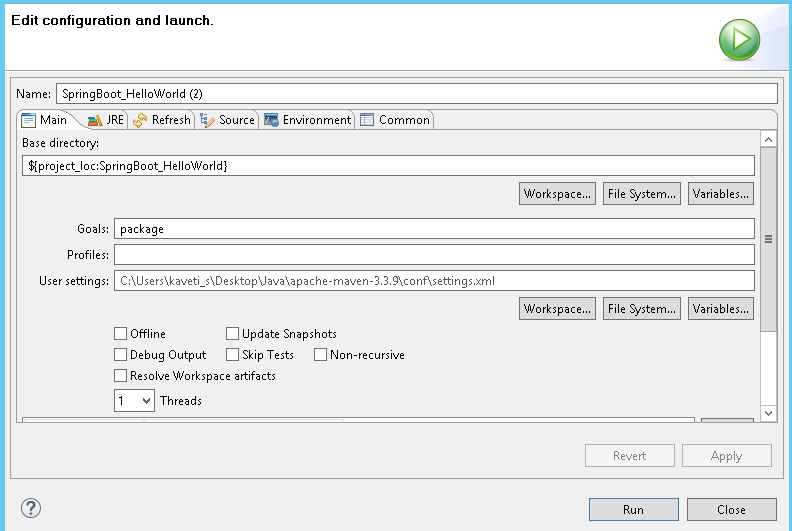 Edit configuration and launch.
Name: SpringBoot_HelloWorld (2)
Main JRE Refresh Source Environment Common
Base directory:
${project_loc:SpringBoot_HelloWorld}
Workspace... File System... Variables...
Goals: package
Profiles:
User settings: C:\Users\kaveti_s\Desktop\Java\apache-maven-3.3.9\conf\settings.xml
Workspace... File System... Variables...
Offline Update Snapshots
Debug Output Skip Tests Non-recursive
Resolve Workspace artifacts
1 Threads
Revert Apply
? Run Close